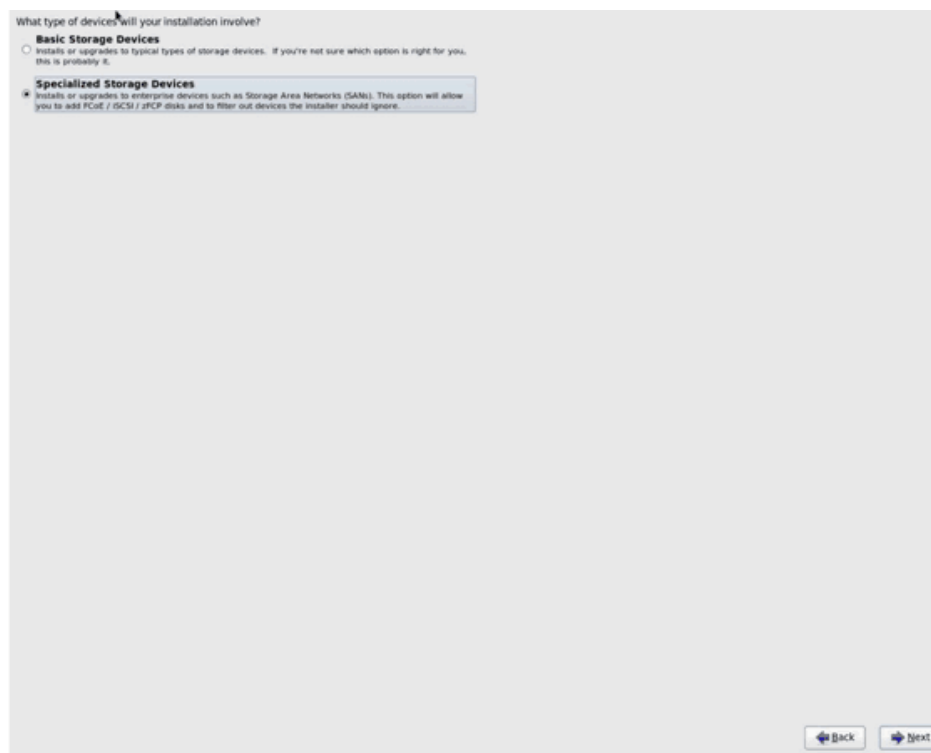 What type of devices will your installation involve?
Basic Storage Devices
Installs or upgrades to typical types of storage devices.  If you're not sure which option is right for you,
this is probably it.
Specialized Storage Devices
Installs or upgrades to enterprise devices such as Storage Area Networks (SANs). This option will allow
you to add FCoE / iSCSI / zFCP disks and to filter out devices the installer should ignore.
Back
Next